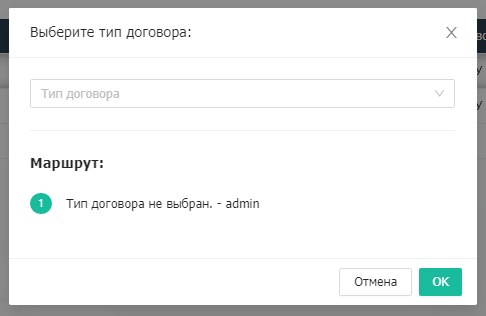 Выберите тип договора:
Тип договора
Маршрут:
1 Тип договора не выбран. - admin
Отмена OK